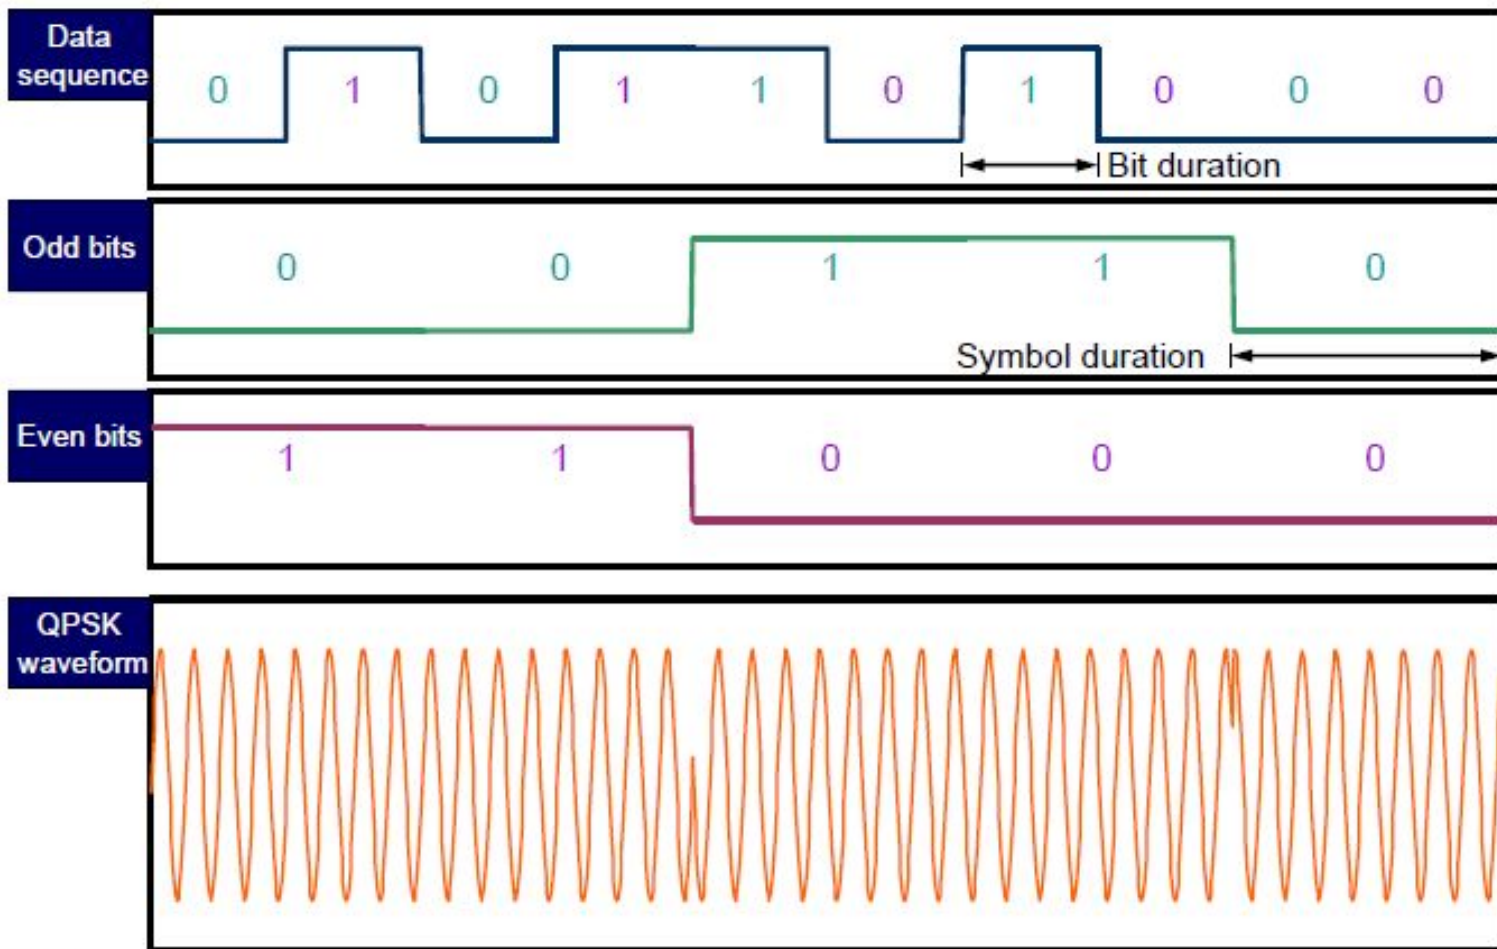 Data
sequence
0 1 0 1 1 0 1 0 0 0
Bit duration
Odd bits
0 0 1 1 0
Symbol duration
Even bits
1 1 0 0 0
QPSK
waveform